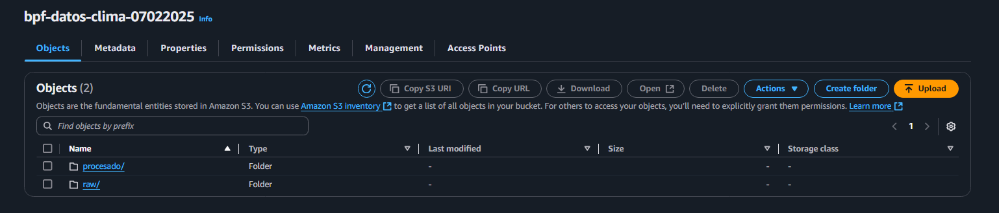 bpf-datos-clima-07022025 Info
Objects Metadata Properties Permissions Metrics Management Access Points
Objects (2) Copy S3 URI Copy URL Download Open Delete Actions Create folder Upload
Objects are the fundamental entities stored in Amazon S3. You can use Amazon S3 inventory to get a list of all objects in your bucket. For others to access your objects, you'll need to explicitly grant them permissions. Learn more
Find objects by prefix 1
Name Type Last modified Size Storage class
procesado/ Folder - - -
raw/ Folder - - -